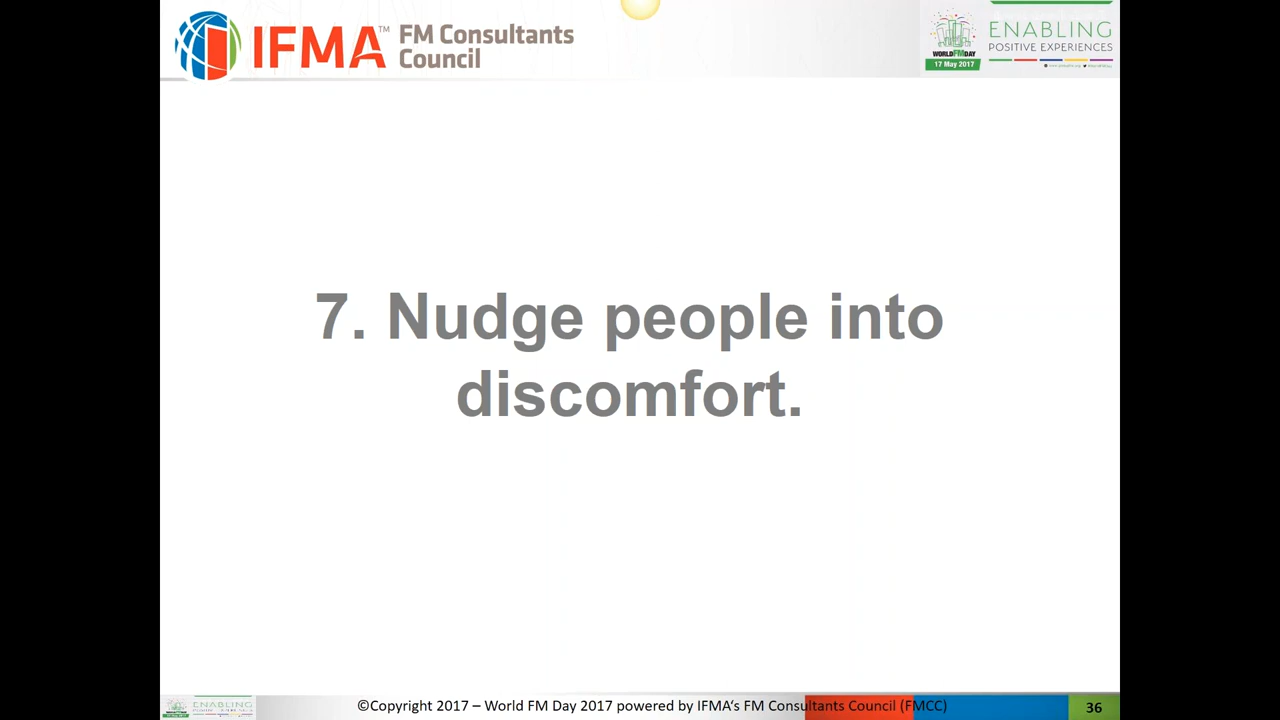 IFMA™ FM Consultants
Council
WORLD FM DAY
17 May 2017
ENABLING
POSITIVE EXPERIENCES
7. Nudge people into
discomfort.
ENABLING
©Copyright 2017 – World FM Day 2017 powered by IFMA‘s FM Consultants Council (FMCC)
36